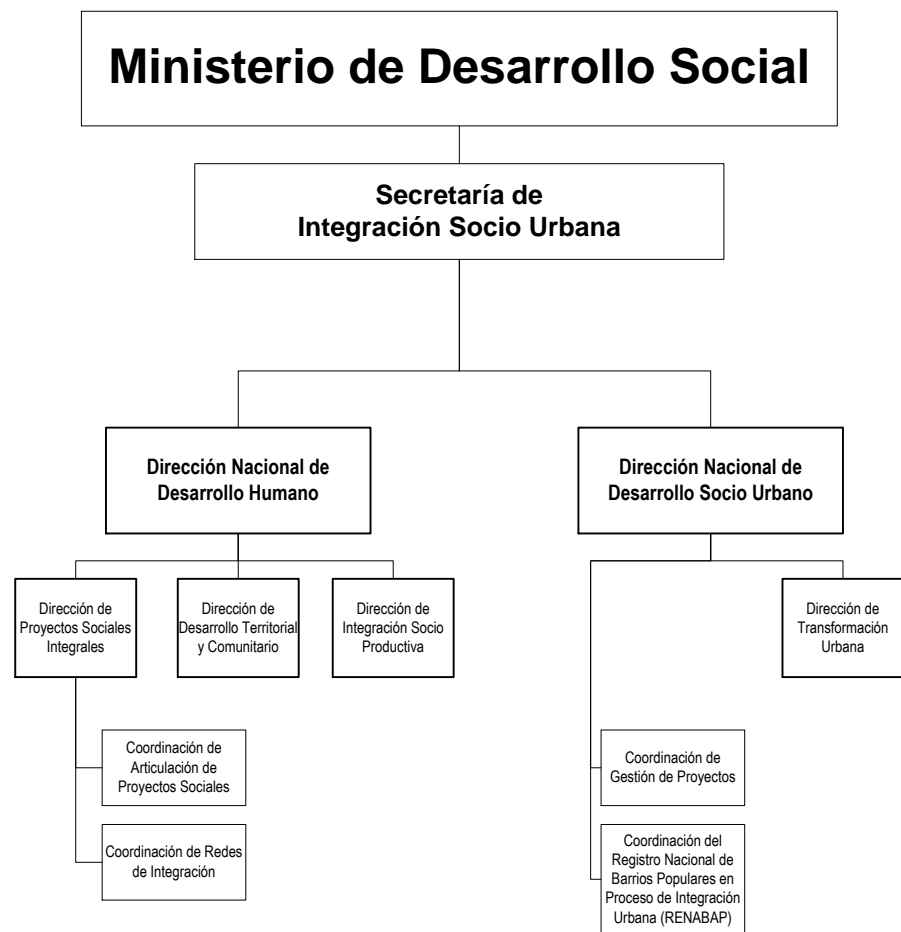 Ministerio de Desarrollo Social
Secretaría de
Integración Socio Urbana
Dirección Nacional de
Desarrollo Humano
Dirección Nacional de
Desarrollo Socio Urbano
Dirección de
Proyectos Sociales
Integrales
Dirección de
Desarrollo Territorial
y Comunitario
Dirección de
Integración Socio
Productiva
Dirección de
Transformación
Urbana
Coordinación de
Articulación de
Proyectos Sociales
Coordinación de
Gestión de Proyectos
Coordinación de Redes
de Integración
Coordinación del
Registro Nacional de
Barrios Populares en
Proceso de Integración
Urbana (RENABAP)